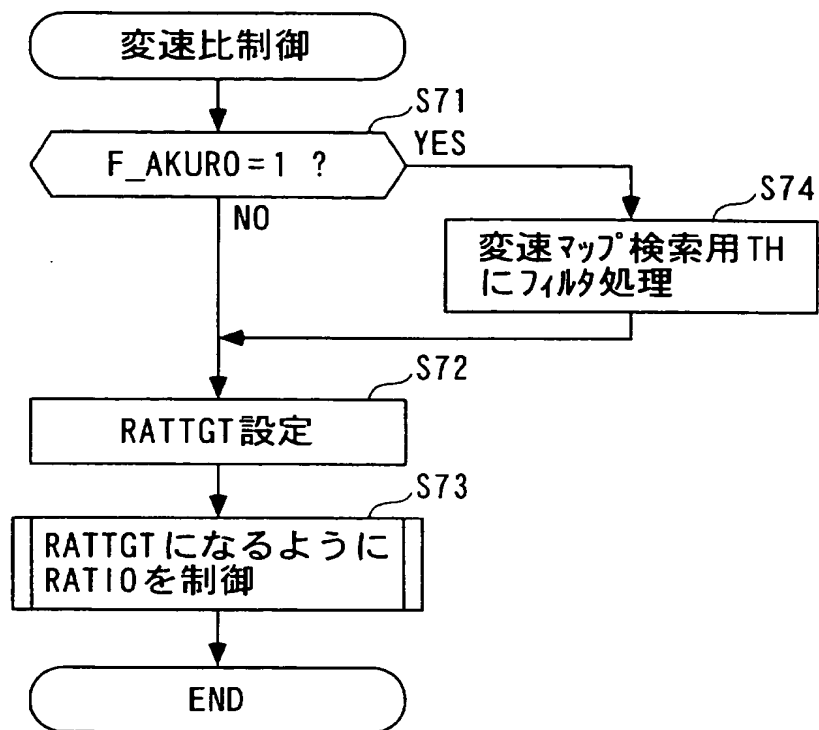 変速比制御
S71
F_AKURO=1 ?
YES
NO
S74
変速マップ検索用TH
にフィルタ処理
S72
RATTGT設定
S73
RATTGTになるように
RATIOを制御
END